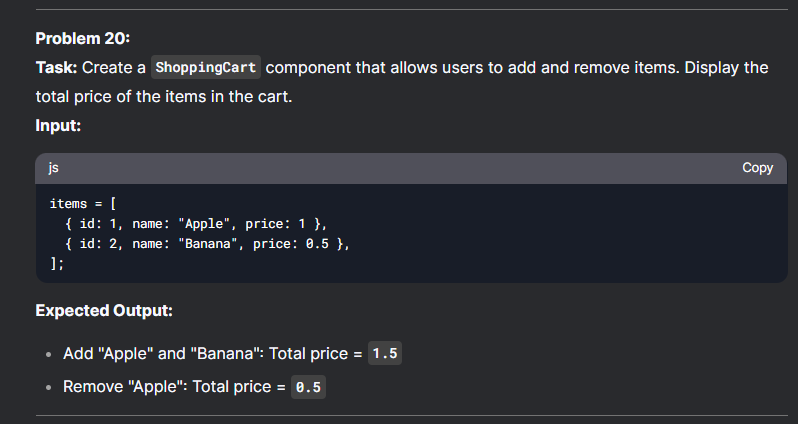 Problem 20:
Task: Create a ShoppingCart component that allows users to add and remove items. Display the
total price of the items in the cart.
Input:
js Copy
items = [
  { id: 1, name: "Apple", price: 1 },
  { id: 2, name: "Banana", price: 0.5 },
];
Expected Output:
• Add "Apple" and "Banana": Total price = 1.5
• Remove "Apple": Total price = 0.5